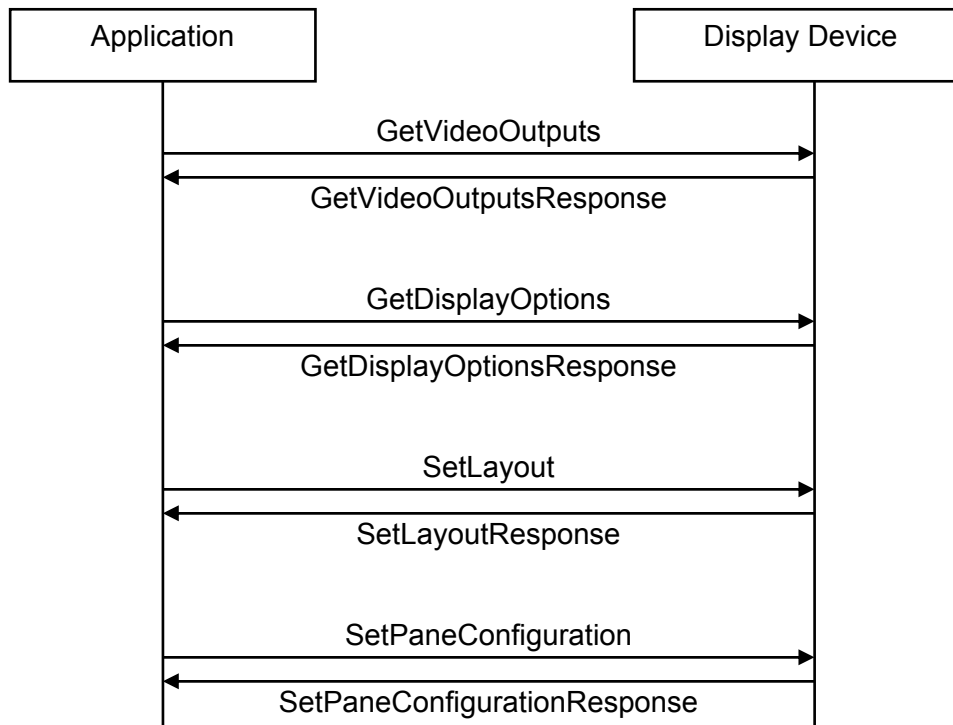 Application
Display Device
GetVideoOutputs
GetVideoOutputsResponse
GetDisplayOptions
GetDisplayOptionsResponse
SetLayout
SetLayoutResponse
SetPaneConfiguration
SetPaneConfigurationResponse